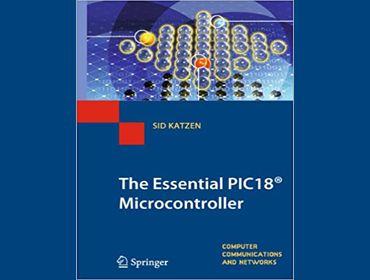 SID KATZEN
The Essential PIC18®
Microcontroller
Springer
COMPUTER
COMMUNICATIONS
AND NETWORKS